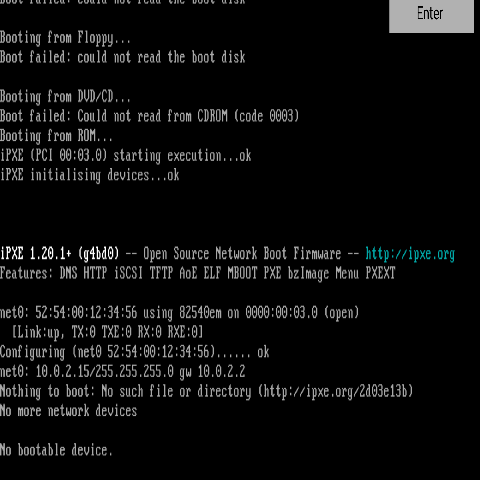 Boot failed: could not read the boot disk
Enter
Booting from Floppy...
Boot failed: could not read the boot disk
Booting from DVD/CD...
Boot failed: Could not read from CDROM (code 0003)
Booting from ROM...
iPXE (PCI 00:03.0) starting execution...ok
iPXE initialising devices...ok
iPXE 1.20.1+ (g4bd0) -- Open Source Network Boot Firmware -- http://ipxe.org
Features: DNS HTTP iSCSI TFTP AoE ELF MBOOT PXE bzImage Menu PXEXT
net0: 52:54:00:12:34:56 using 82540em on 0000:00:03.0 (open)
[Link:up, TX:0 TXE:0 RX:0 RXE:0]
Configuring (net0 52:54:00:12:34:56)...... ok
net0: 10.0.2.15/255.255.255.0 gw 10.0.2.2
Nothing to boot: No such file or directory (http://ipxe.org/2d03e13b)
No more network devices
No bootable device.